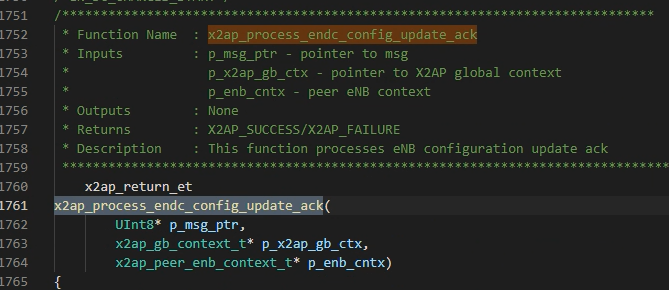 1751 /****************************************************************************
1752 * Function Name : x2ap_process_endc_config_update_ack
1753 * Inputs : p_msg_ptr - pointer to msg
1754 * p_x2ap_gb_ctx - pointer to X2AP global context
1755 * p_enb_cntx - peer eNB context
1756 * Outputs : None
1757 * Returns : X2AP_SUCCESS/X2AP_FAILURE
1758 * Description : This function processes eNB configuration update ack
1759 ****************************************************************************
1760 x2ap_return_et
1761 x2ap_process_endc_config_update_ack(
1762 UInt8* p_msg_ptr,
1763 x2ap_gb_context_t* p_x2ap_gb_ctx,
1764 x2ap_peer_enb_context_t* p_enb_cntx)
1765 {